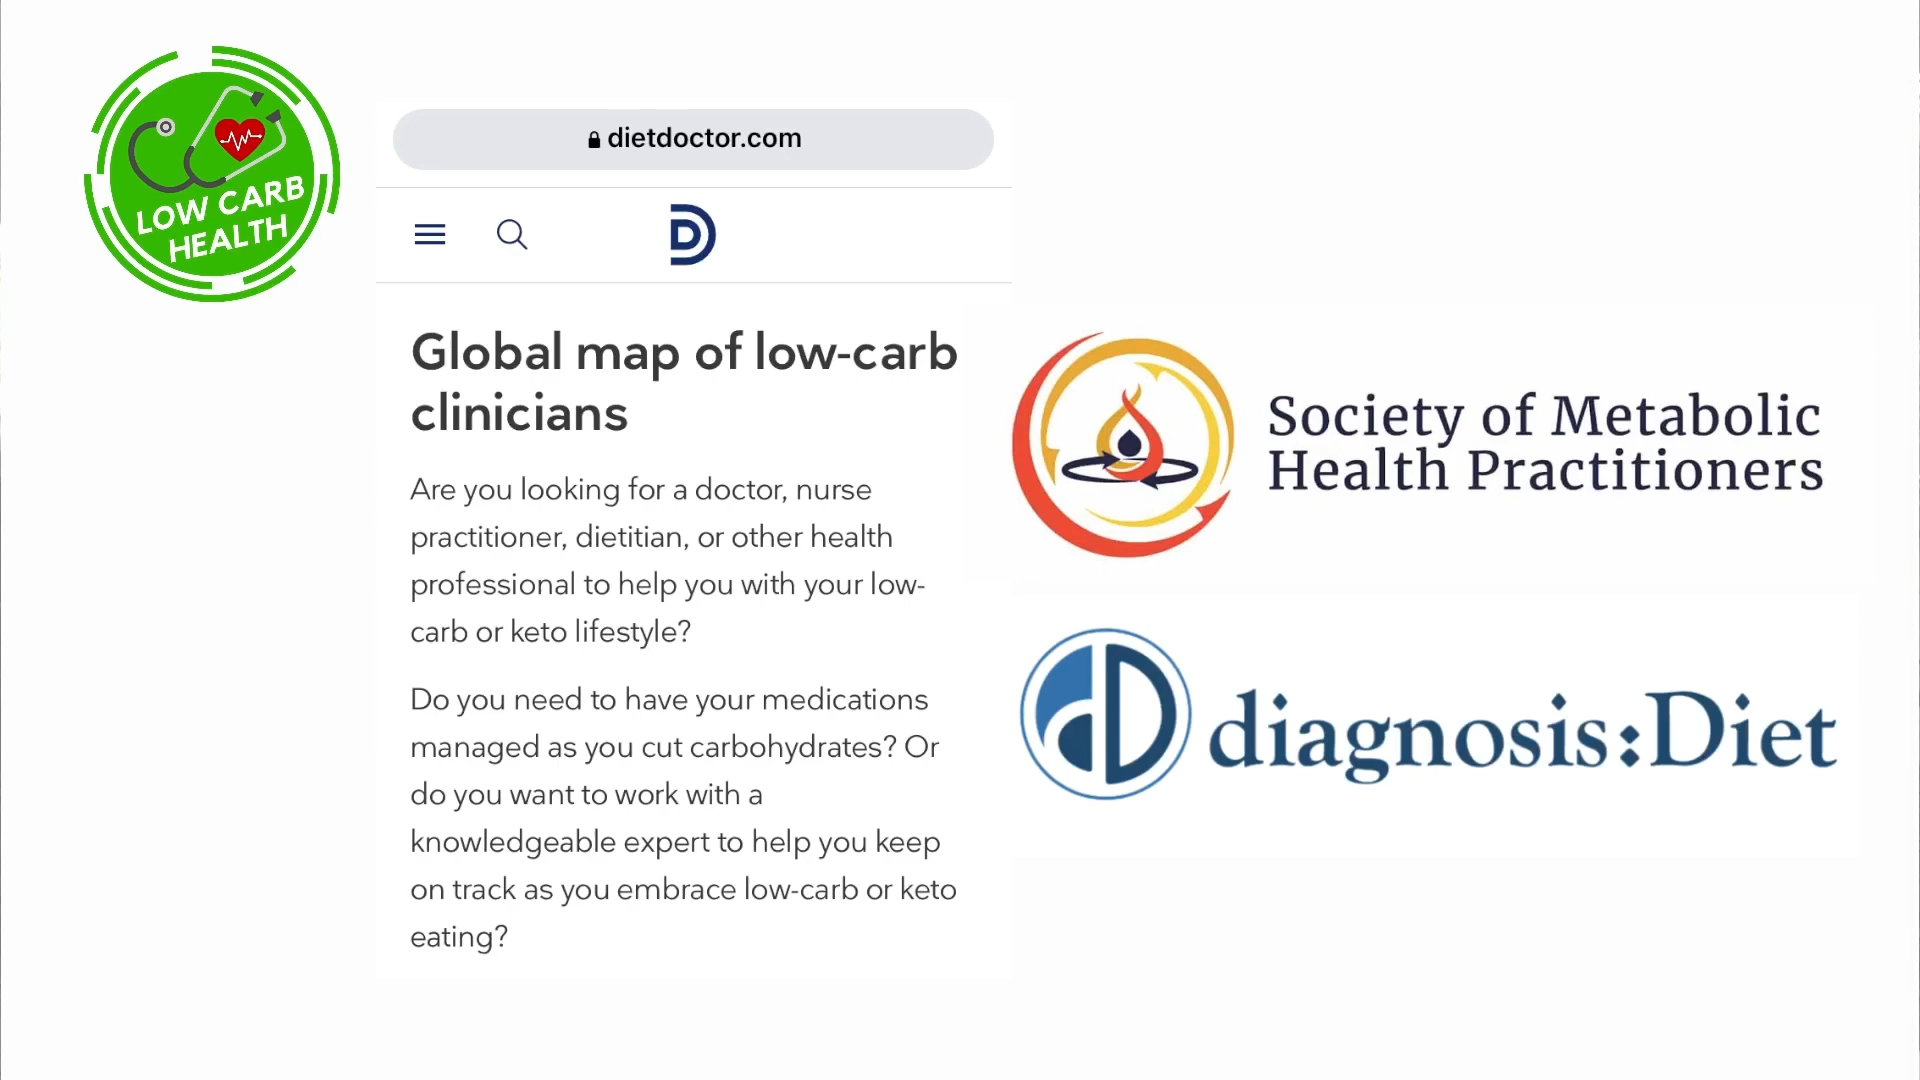 LOW CARB
HEALTH
dietdoctor.com
Global map of low-carb
clinicians
Are you looking for a doctor, nurse
practitioner, dietitian, or other health
professional to help you with your low-
carb or keto lifestyle?
Do you need to have your medications
managed as you cut carbohydrates? Or
do you want to work with a
knowledgeable expert to help you keep
on track as you embrace low-carb or keto
eating?
Society of Metabolic
Health Practitioners
diagnosis:Diet